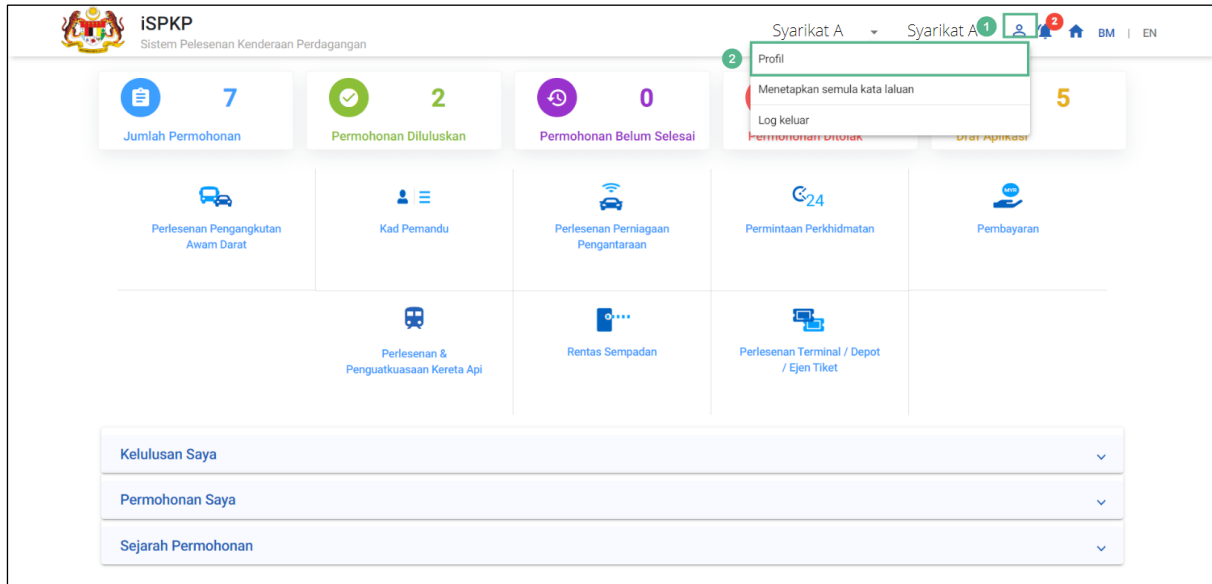 iSPKP
Sistem Pelesenan Kenderaan Perdagangan
Syarikat A
Syarikat A
1
2
BM | EN
2
Profil
Menetapkan semula kata laluan
Log keluar
7
Jumlah Permohonan
2
Permohonan Diluluskan
0
Permohonan Belum Selesai
Permohonan Ditolak
5
Draf Aplikasi
Perlesenan Pengangkutan
Awam Darat
Kad Pemandu
Perlesenan Perniagaan
Pengantaraan
24
Permintaan Perkhidmatan
MYR
Pembayaran
Perlesenan &
Penguatkuasaan Kereta Api
Rentas Sempadan
Perlesenan Terminal / Depot
/ Ejen Tiket
Kelulusan Saya
Permohonan Saya
Sejarah Permohonan